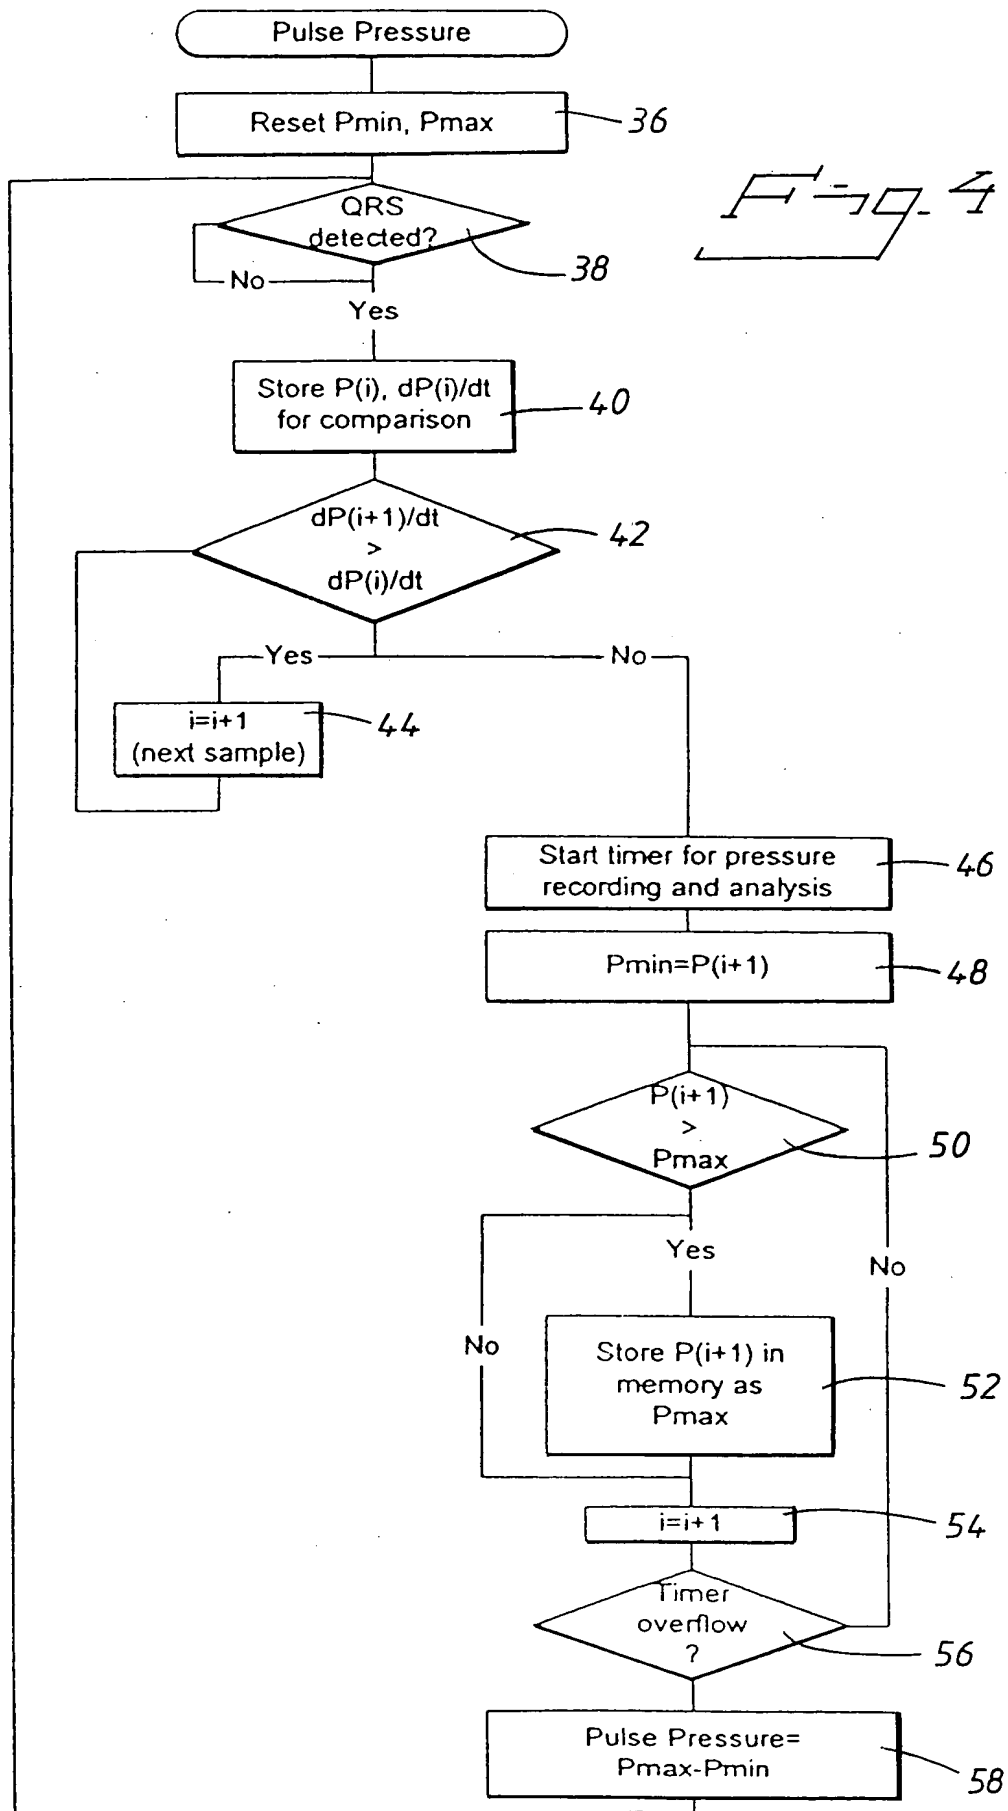 Pulse Pressure
Reset Pmin, Pmax
36
Fig. 4
QRS
detected?
38
No
Yes
Store P(i), dP(i)/dt
for comparison
40
dP(i+1)/dt
>
dP(i)/dt
42
Yes
No
i=i+1
(next sample)
44
Start timer for pressure
recording and analysis
46
Pmin=P(i+1)
48
P(i+1)
>
Pmax
50
Yes
No
No
Store P(i+1) in
memory as
Pmax
52
i=i+1
54
Timer
overflow
?
56
Pulse Pressure=
Pmax-Pmin
58